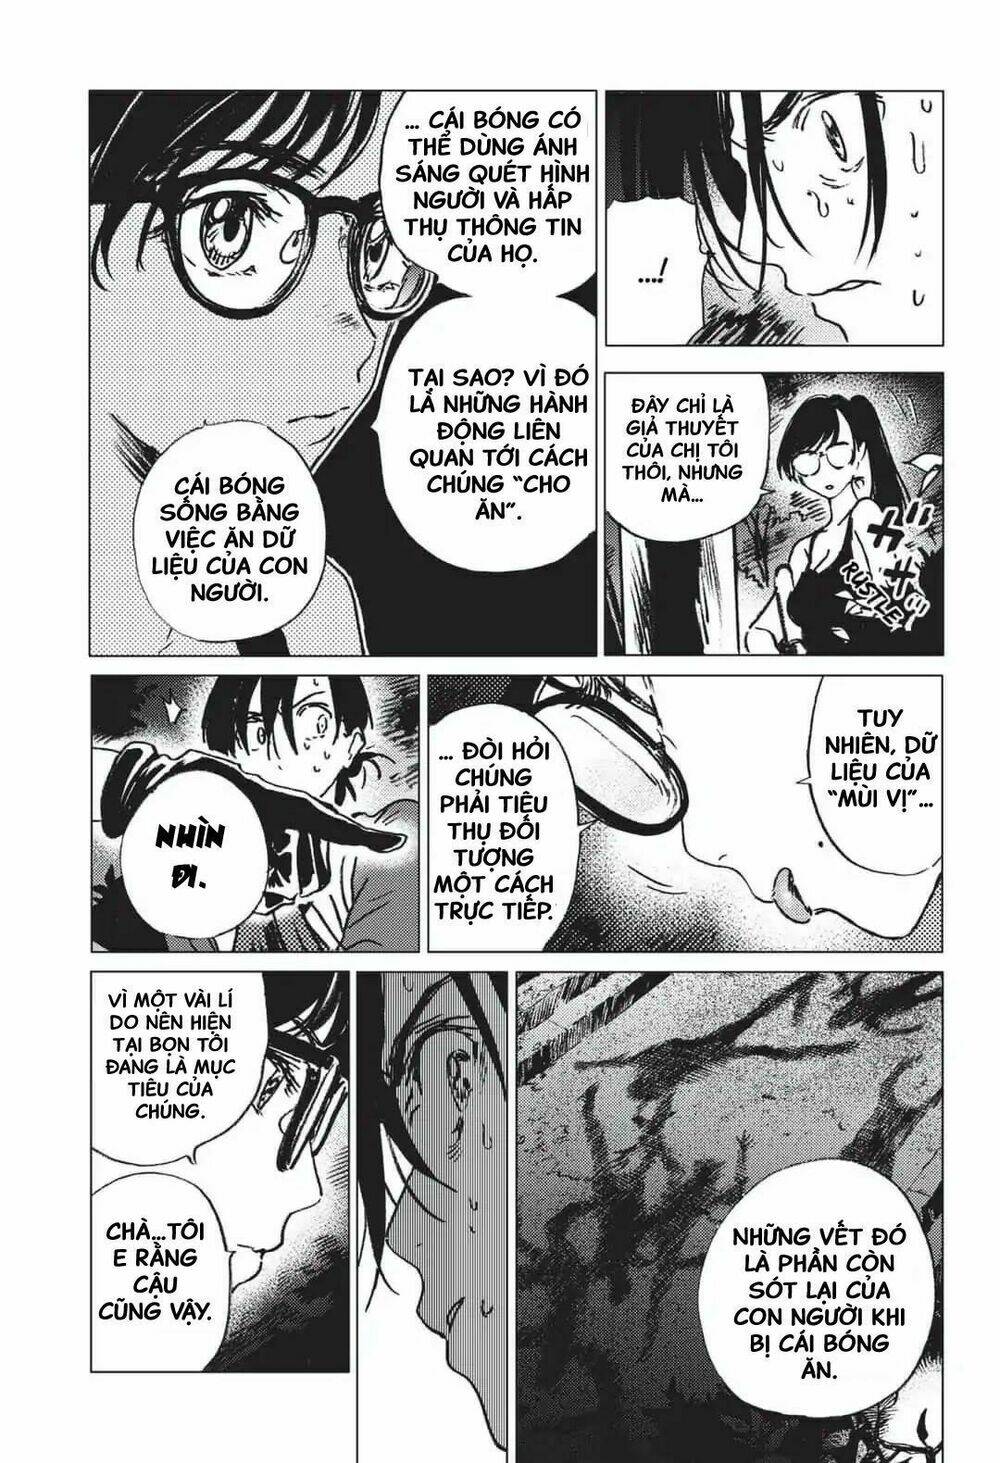 ....!
ĐÂY CHỈ LÀ
GIẢ THUYẾT
CỦA CHỊ TÔI
THÔI, NHƯNG
MÀ...
RUSTLE
... CÁI BÓNG CÓ
THỂ DÙNG ÁNH
SÁNG QUÉT HÌNH
NGƯỜI VÀ HẤP
THỤ THÔNG TIN
CỦA HỌ.
TẠI SAO? VÌ ĐÓ
LÁ NHỮNG HÀNH
ĐỘNG LIÊN
QUAN TỚI CÁCH
CHÚNG “CHO
ĂN”.
CÁI BÓNG
SỐNG BẰNG
VIỆC ĂN DỮ
LIỆU CỦA CON
NGƯỜI.
TUY
NHIÊN, DỮ
LIỆU CỦA
“MÙI VỊ”...
... ĐÒI HỎI
CHÚNG
PHẢI TIÊU
THỤ ĐỐI
TƯỢNG
MỘT CÁCH
TRỰC TIẾP.
NHÌN
ĐI.
NHỮNG VẾT ĐÓ
LÀ PHẦN CÒN
SÓT LẠI CỦA
CON NGƯỜI KHI
BỊ CÁI BÓNG
ĂN.
VÌ MỘT VÀI LÍ
DO NÊN HIỆN
TẠI BỌN TÔI
ĐANG LÀ MỤC
TIÊU CỦA
CHÚNG.
CHÀ...TÔI
E RẰNG
CẬU
CŨNG VẬY.